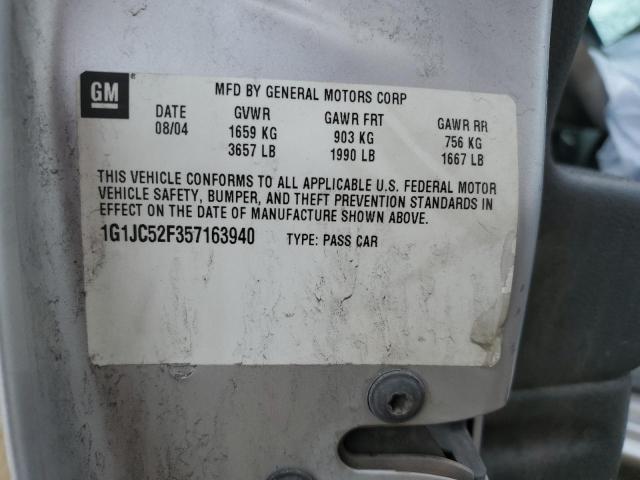 GM ®
MFD BY GENERAL MOTORS CORP
DATE GVWR GAWR FRT GAWR RR
08/04 1659 KG 903 KG 756 KG
3657 LB 1990 LB 1667 LB
THIS VEHICLE CONFORMS TO ALL APPLICABLE U.S. FEDERAL MOTOR
VEHICLE SAFETY, BUMPER, AND THEFT PREVENTION STANDARDS IN
EFFECT ON THE DATE OF MANUFACTURE SHOWN ABOVE.
1G1JC52F357163940 TYPE: PASS CAR